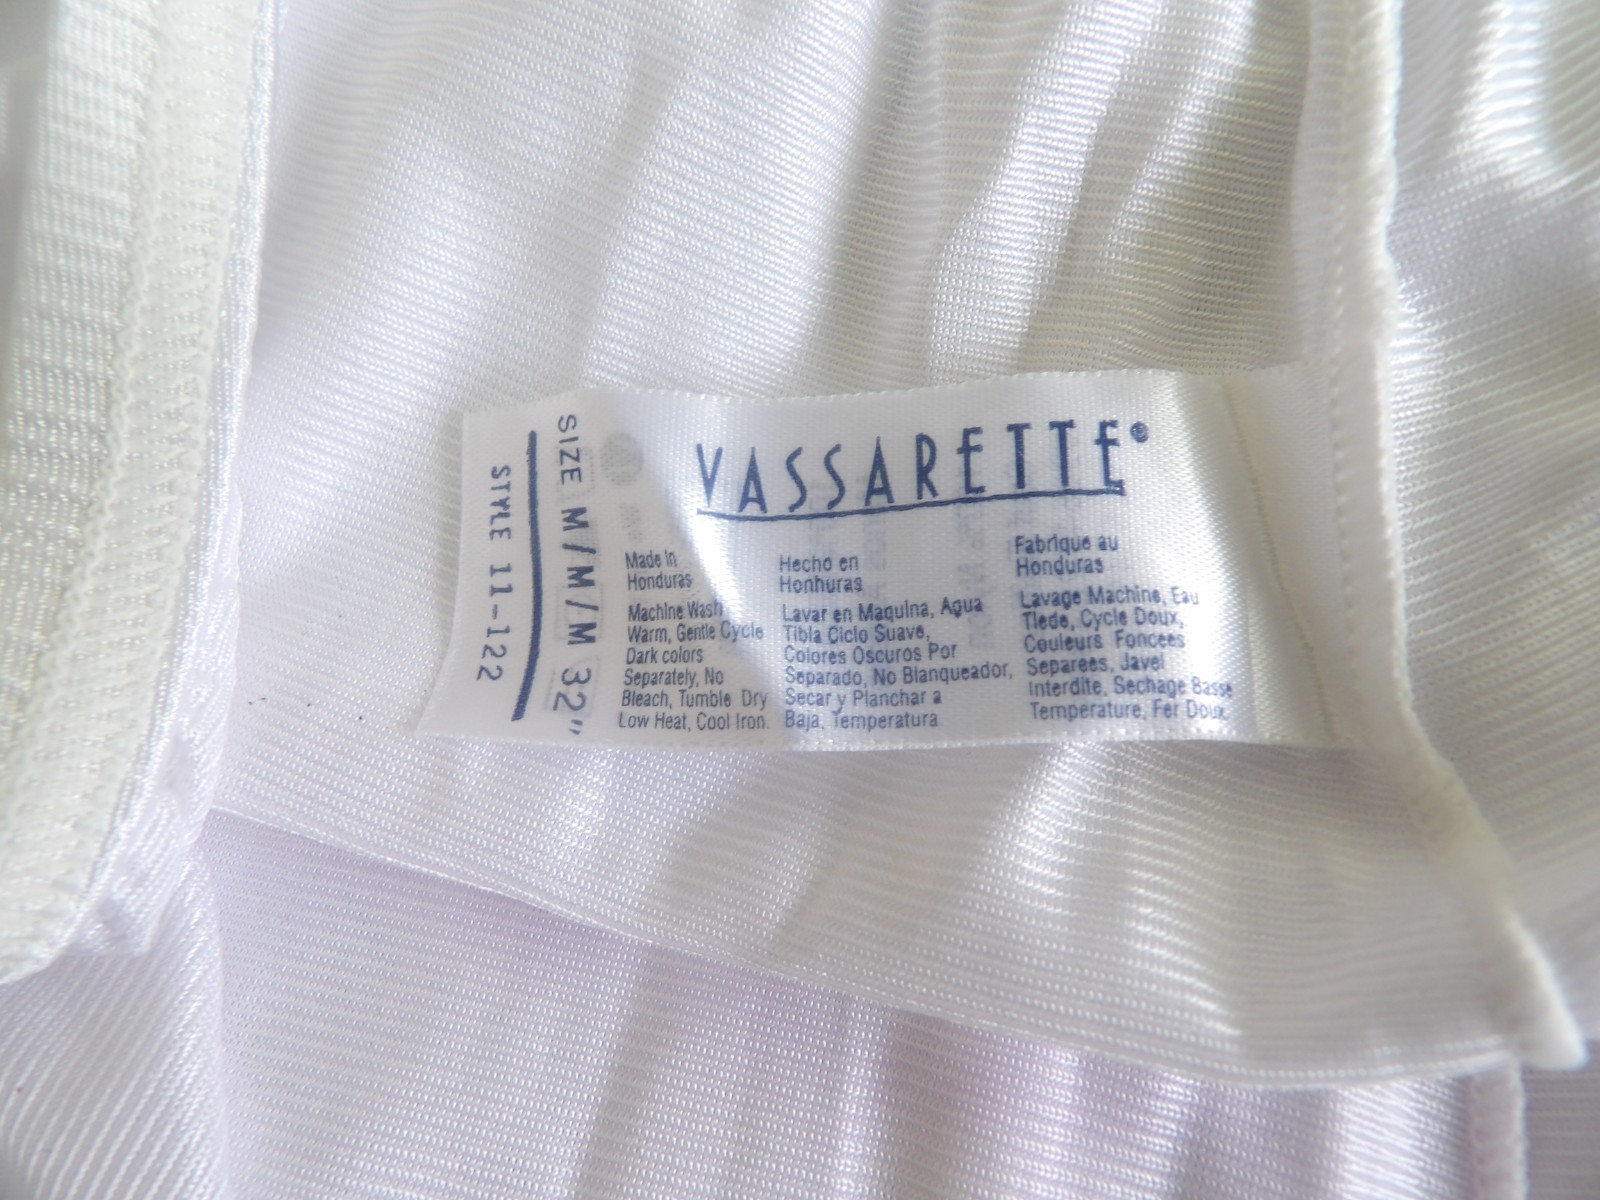 VASSARETTE®
Made in
Honduras
Machine Wash
Warm, Gentle Cycle
Dark colors
Separately, No
Bleach, Tumble Dry
Low Heat, Cool Iron.
Hecho en
Honhuras
Lavar en Maquina, Agua
Tibla Ciclo Suave,
Colores Oscuros Por
Separado, No Blanqueador,
Secar y Planchar a
Baja, Temperatura
Fabrique au
Honduras
Lavage Machine, Eau
Tiede, Cycle Doux,
Couleurs Foncees
Separees, Javel
Interdite, Sechage Basse
Temperature, Fer Doux
SIZE M/M/M 32"
STYLE 11-122